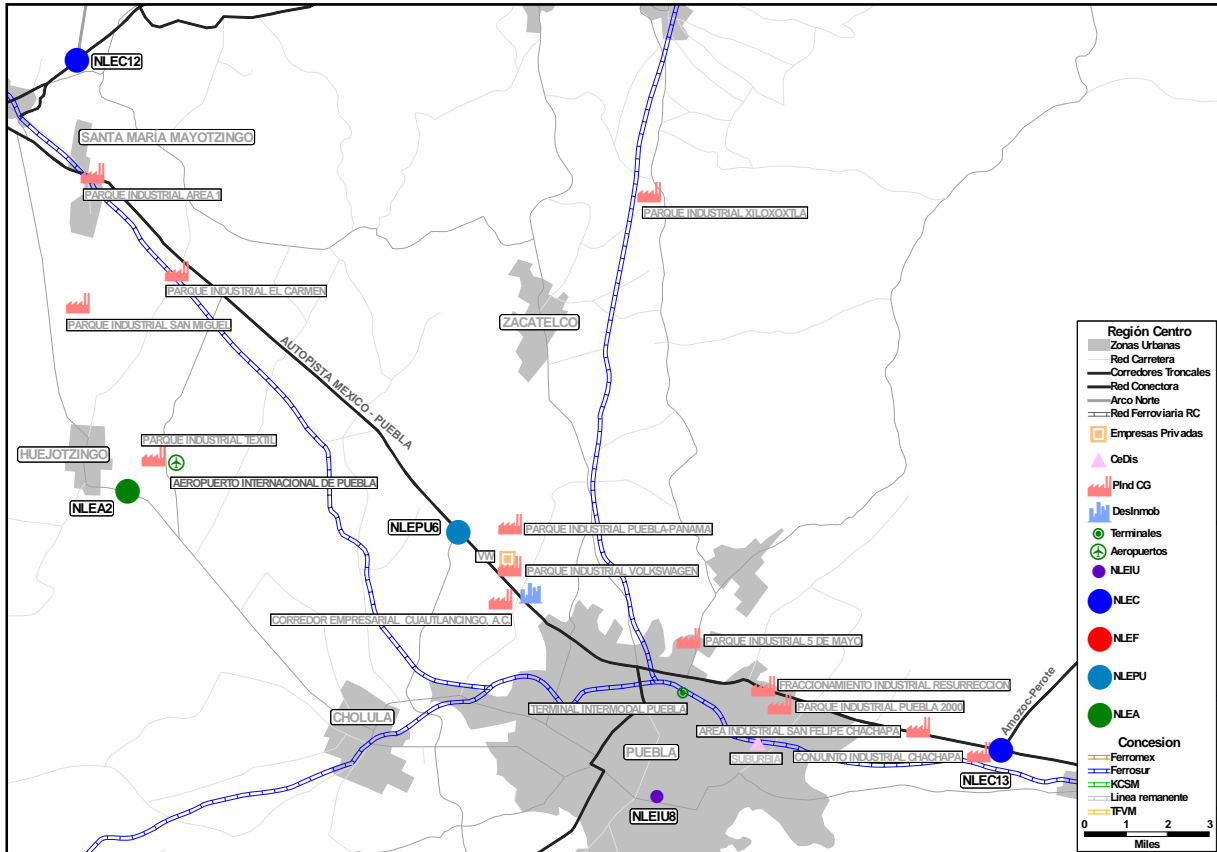 NLEC12
SANTA MARÍA MAYOTZINGO
PARQUE INDUSTRIAL AREA 1
PARQUE INDUSTRIAL XILOXOXTLA
PARQUE INDUSTRIAL EL CARMEN
PARQUE INDUSTRIAL SAN MIGUEL
ZACATELCO
AUTOPISTA MEXICO - PUEBLA
PARQUE INDUSTRIAL TEXTIL
HUEJOTZINGO
AEROPUERTO INTERNACIONAL DE PUEBLA
NLEA2
NLEPU6
PARQUE INDUSTRIAL PUEBLA-PANAMA
VW
PARQUE INDUSTRIAL VOLKSWAGEN
CORREDOR EMPRESARIAL CUAUTLANCINGO, A.C.
PARQUE INDUSTRIAL 5 DE MAYO
FRACCIONAMIENTO INDUSTRIAL RESURRECCION
TERMINAL INTERMODAL PUEBLA
PARQUE INDUSTRIAL PUEBLA 2000
CHOLULA
AREA INDUSTRIAL SAN FELIPE CHACHAPA
Amozoc-Perote
PUEBLA
SUBURBIA
CONJUNTO INDUSTRIAL CHACHAPA
NLEC13
NLEIU8
Región Centro
Zonas Urbanas
Red Carretera
Corredores Troncales
Red Conectora
Arco Norte
Red Ferroviaria RC
Empresas Privadas
CeDis
PInd CG
DesInmob
Terminales
Aeropuertos
NLEIU
NLEC
NLEF
NLEPU
NLEA
Concesion
Ferromex
Ferrosur
KCSM
Linea remanente
TFVM
0 1 2 3
Miles